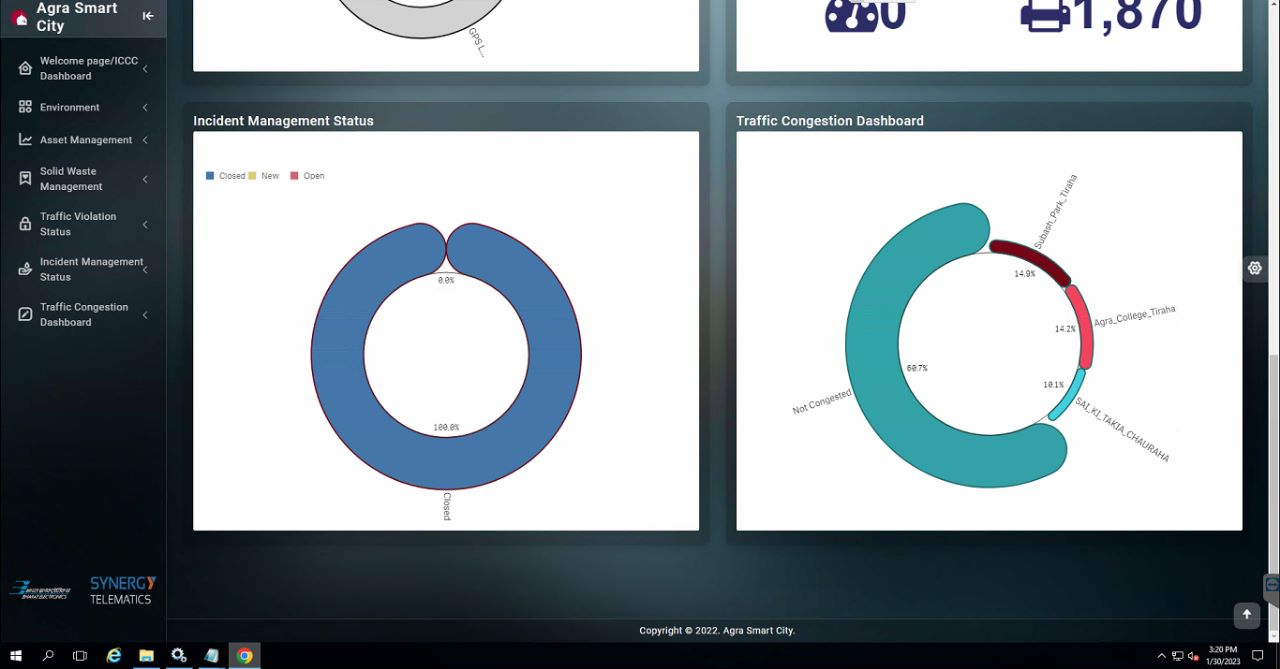 Agra Smart
City
Welcome page/ICCC
Dashboard
Environment
Asset Management
Solid Waste
Management
Traffic Violation
Status
Incident Management
Status
Traffic Congestion
Dashboard
SYNERGY
TELEMATICS
GPS L...
0
1,870
Incident Management Status
Closed
New
Open
0.0%
100.0%
Closed
Traffic Congestion Dashboard
Subash_Park_Tiraha
14.9%
Agra_College_Tiraha
14.2%
10.1%
SAI_KI_TAKIA_CHAURAHA
60.7%
Not Congested
Copyright © 2022. Agra Smart City.
3:20 PM
1/30/2023